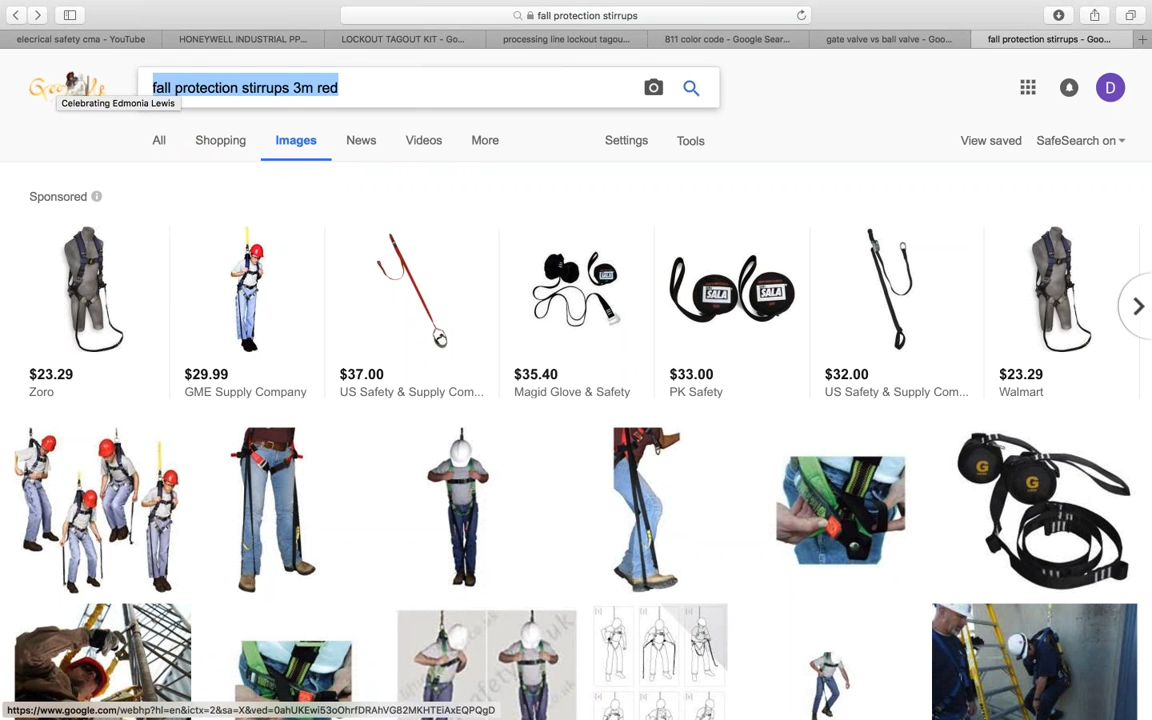 fall protection stirrups
elecrical safety cma - YouTube
HONEYWELL INDUSTRIAL PP...
LOCKOUT TAGOUT KIT - Go...
processing line lockout tagou...
811 color code - Google Sear...
gate valve vs ball valve - Goo...
fall protection stirrups - Goo...
fall protection stirrups 3m red
Celebrating Edmonia Lewis
D
All
Shopping
Images
News
Videos
More
Settings
Tools
View saved
SafeSearch on
Sponsored
SALA
SALA
$23.29
Zoro
$29.99
GME Supply Company
$37.00
US Safety & Supply Com...
$35.40
Magid Glove & Safety
$33.00
PK Safety
$32.00
US Safety & Supply Com...
$23.29
Walmart
G
G
https://www.google.com/webhp?hl=en&ictx=2&sa=X&ved=0ahUKEwi53oOhrfDRAhVG82MKHTEiAxEQPQgD